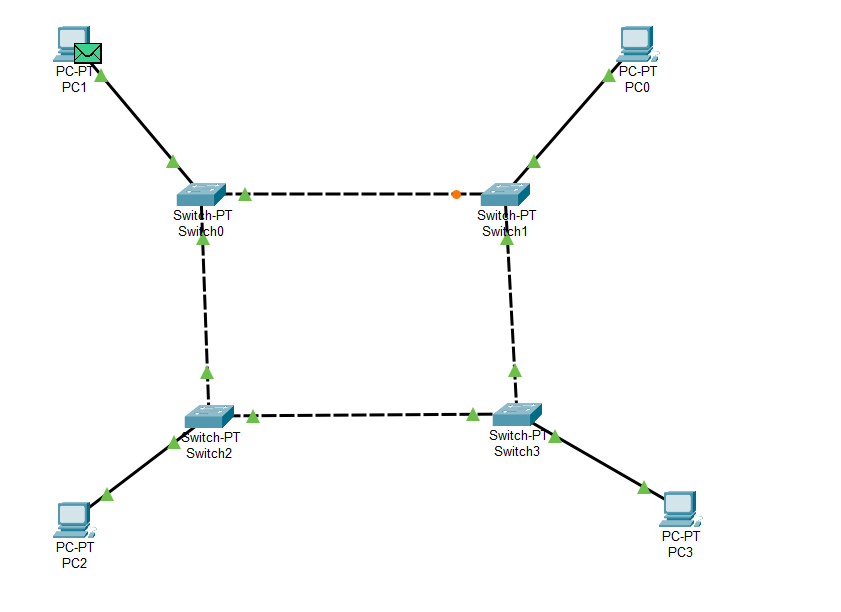 PC-PT
PC1
PC-PT
PC0
Switch-PT
Switch0
Switch-PT
Switch1
Switch-PT
Switch2
Switch-PT
Switch3
PC-PT
PC2
PC-PT
PC3